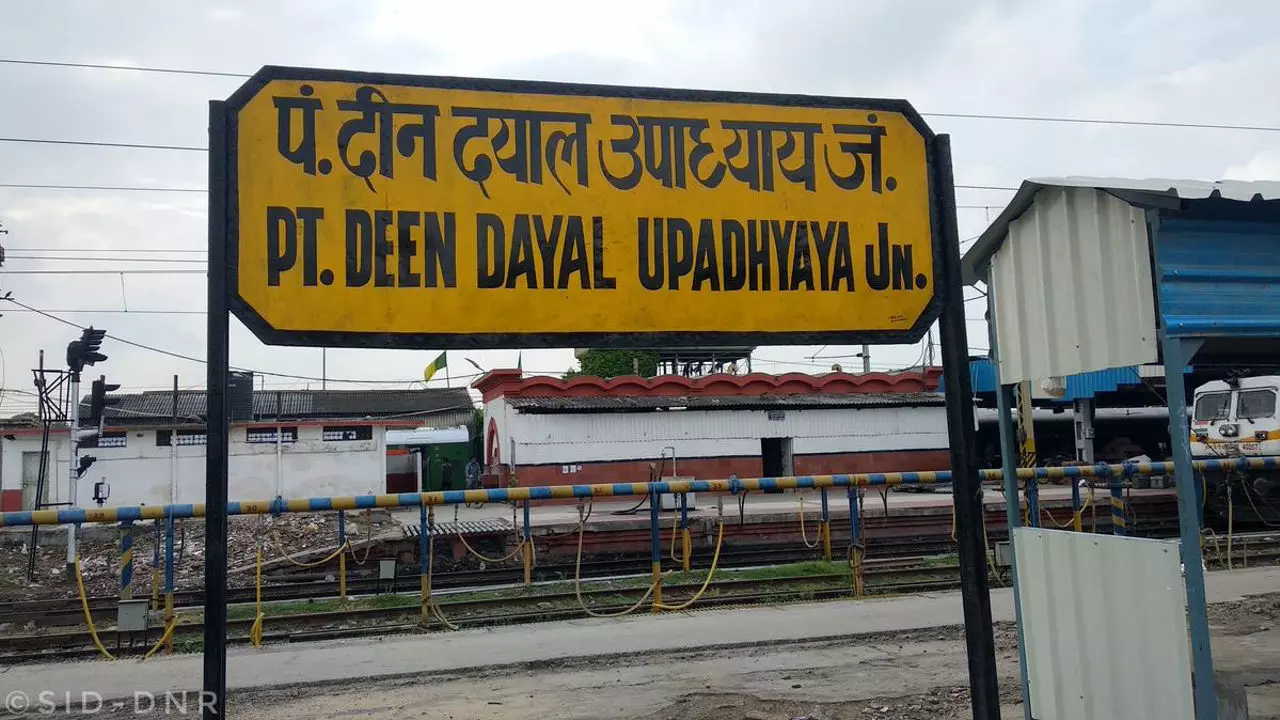 पं. दीन दयाल उपाध्याय जं.
PT. DEEN DAYAL UPADHYAYA JN.
©SID-DNR